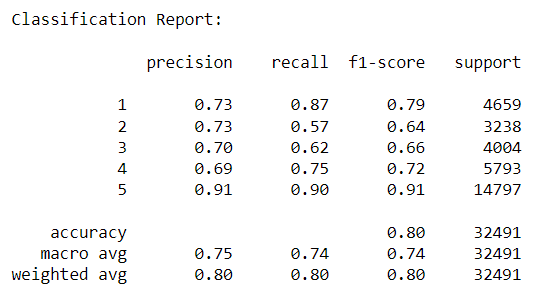 Classification Report:
precision recall f1-score support
1 0.73 0.87 0.79 4659
2 0.73 0.57 0.64 3238
3 0.70 0.62 0.66 4004
4 0.69 0.75 0.72 5793
5 0.91 0.90 0.91 14797
accuracy 0.80 32491
macro avg 0.75 0.74 0.74 32491
weighted avg 0.80 0.80 0.80 32491